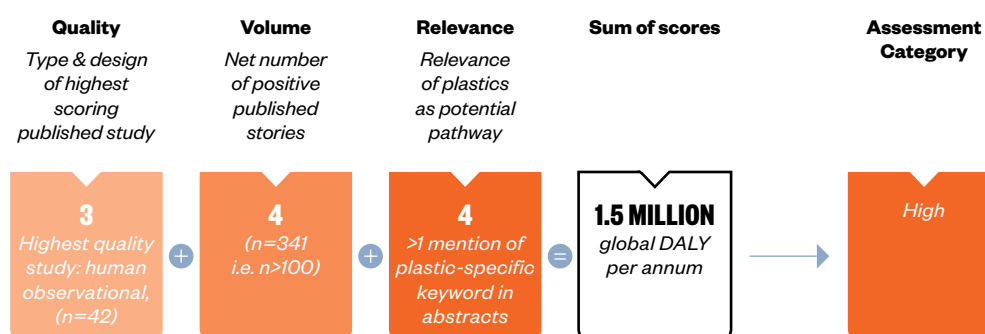 Quality
Type & design
of highest
scoring
published study
Volume
Net number
of positive
published
stories
Relevance
Relevance
of plastics
as potential
pathway
Sum of scores
Assessment
Category
3
Highest quality
study: human
observational,
(n=42)
+
4
(n=341
i.e. n>100)
+
4
>1 mention of
plastic-specific
keyword in
abstracts
=
1.5 MILLION
global DALY
per annum
High